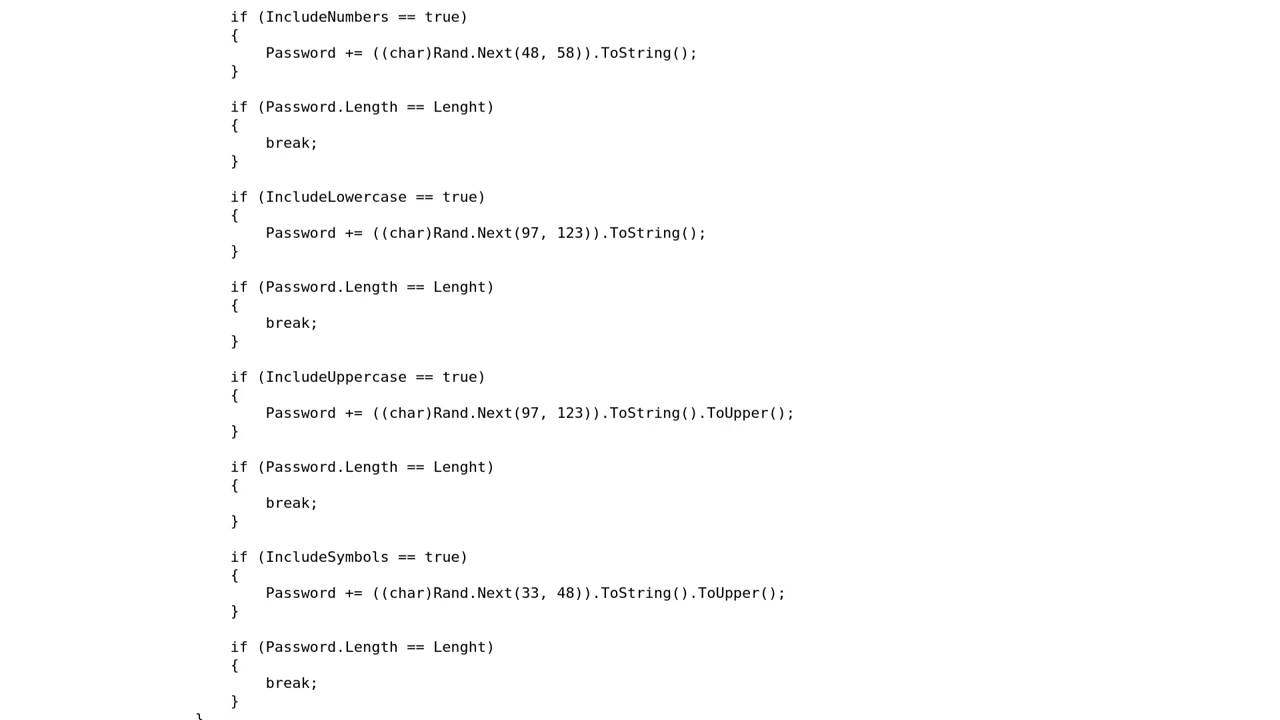 if (IncludeNumbers == true)
{
Password += ((char)Rand.Next(48, 58)).ToString();
}
if (Password.Length == Lenght)
{
break;
}
if (IncludeLowercase == true)
{
Password += ((char)Rand.Next(97, 123)).ToString();
}
if (Password.Length == Lenght)
{
break;
}
if (IncludeUppercase == true)
{
Password += ((char)Rand.Next(97, 123)).ToString().ToUpper();
}
if (Password.Length == Lenght)
{
break;
}
if (IncludeSymbols == true)
{
Password += ((char)Rand.Next(33, 48)).ToString().ToUpper();
}
if (Password.Length == Lenght)
{
break;
}
}